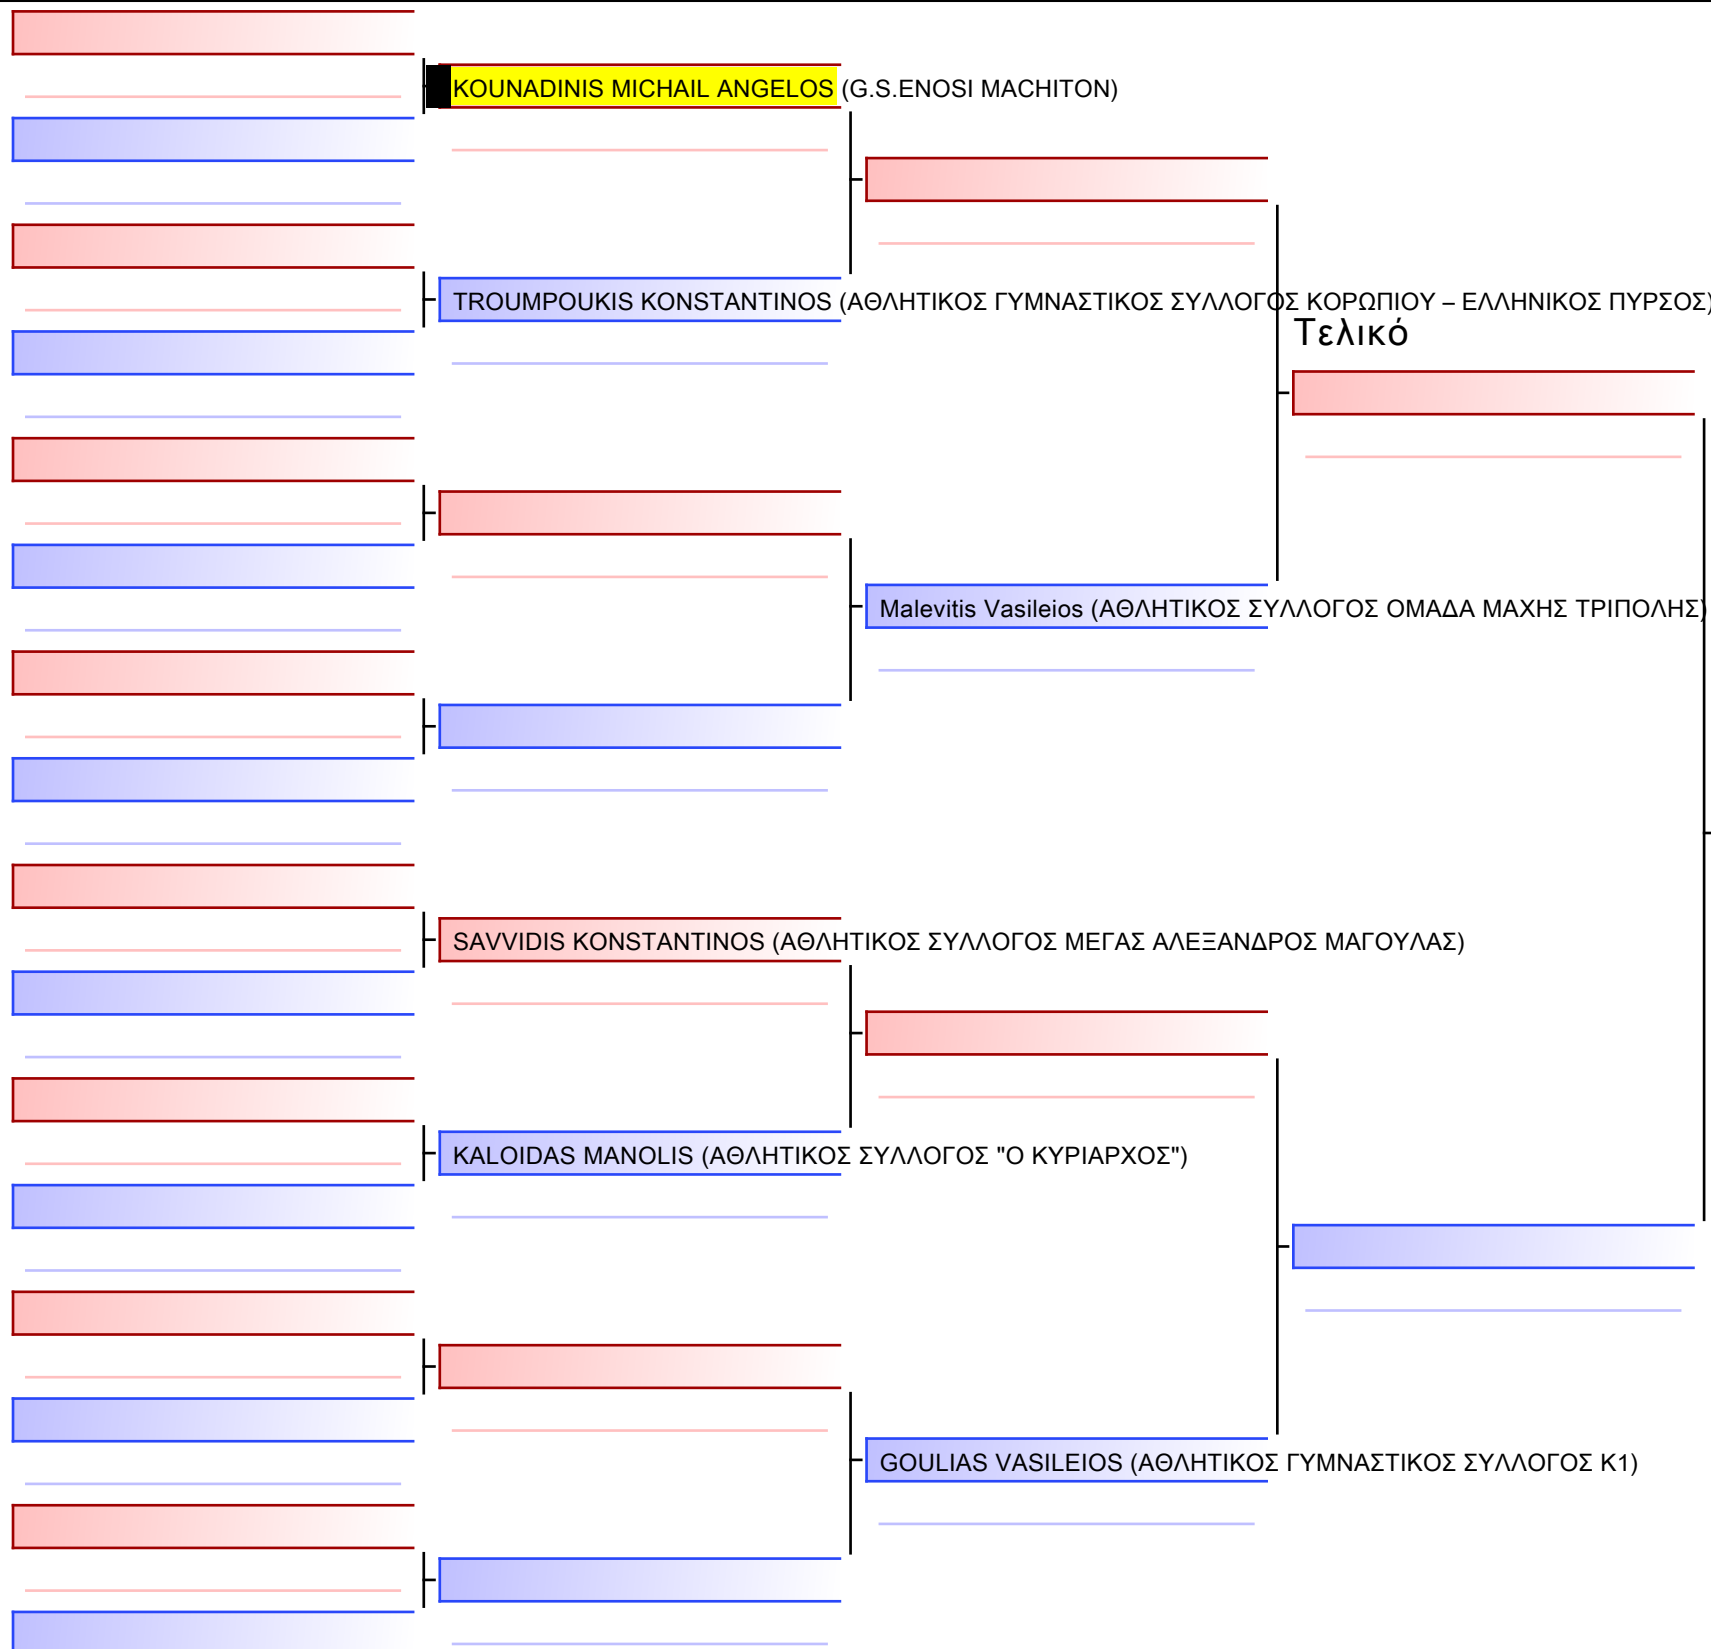 KOUNADINIS MICHAIL ANGELOS (G.S.ENOSI MACHITON)
TROUMPOUKIS KONSTANTINOS (ΑΘΛΗΤΙΚΟΣ ΓΥΜΝΑΣΤΙΚΟΣ ΣΥΛΛΟΓΟΣ ΚΟΡΩΠΙΟΥ – ΕΛΛΗΝΙΚΟΣ ΠΥΡΣΟΣ)
Τελικό
Malevitis Vasileios (ΑΘΛΗΤΙΚΟΣ ΣΥΛΛΟΓΟΣ ΟΜΑΔΑ ΜΑΧΗΣ ΤΡΙΠΟΛΗΣ)
SAVVIDIS KONSTANTINOS (ΑΘΛΗΤΙΚΟΣ ΣΥΛΛΟΓΟΣ ΜΕΓΑΣ ΑΛΕΞΑΝΔΡΟΣ ΜΑΓΟΥΛΑΣ)
KALOIDAS MANOLIS (ΑΘΛΗΤΙΚΟΣ ΣΥΛΛΟΓΟΣ "Ο ΚΥΡΙΑΡΧΟΣ")
GOULIAS VASILEIOS (ΑΘΛΗΤΙΚΟΣ ΓΥΜΝΑΣΤΙΚΟΣ ΣΥΛΛΟΓΟΣ Κ1)